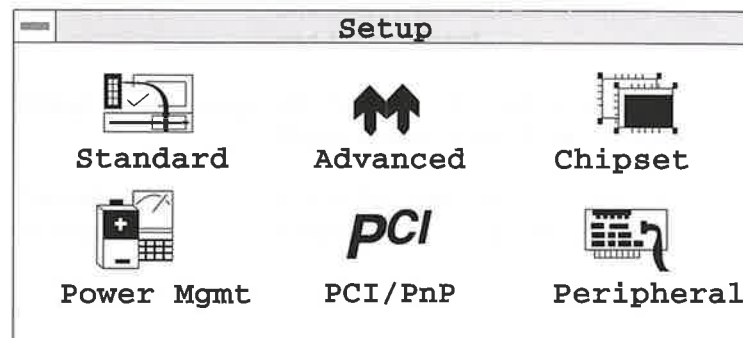 Setup
Standard Advanced Chipset
Power Mgmt PCI/PnP Peripheral
PCI